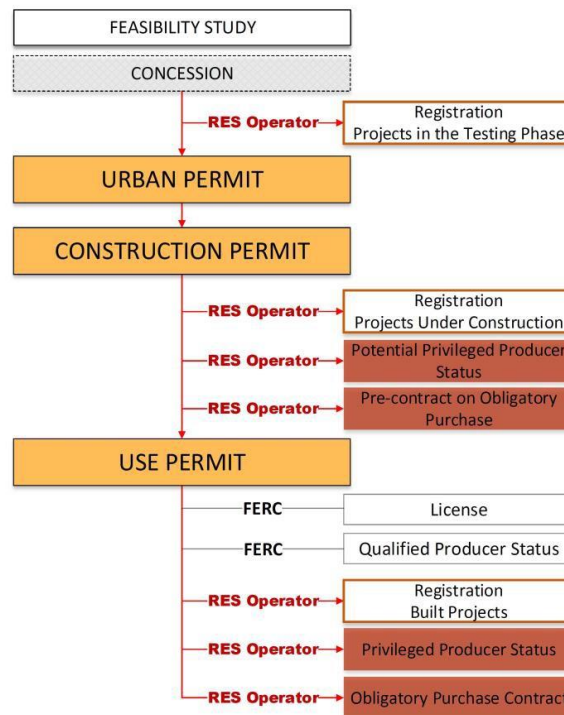 FEASIBILITY STUDY
CONCESSION
RES Operator
Registration
Projects in the Testing Phase
URBAN PERMIT
CONSTRUCTION PERMIT
RES Operator
Registration
Projects Under Construction
RES Operator
Potential Privileged Producer
Status
RES Operator
Pre-contract on Obligatory
Purchase
USE PERMIT
FERC
License
FERC
Qualified Producer Status
RES Operator
Registration
Built Projects
RES Operator
Privileged Producer Status
RES Operator
Obligatory Purchase Contract